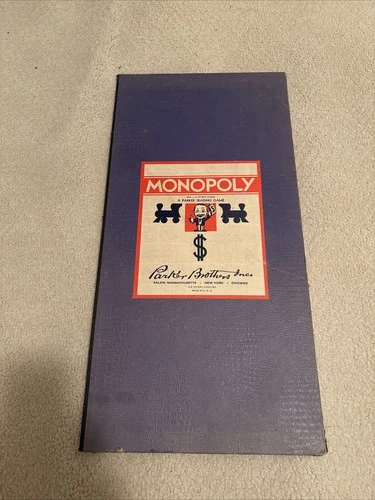 MONOPOLY
A PARKER TRADING GAME
$
Parker Brothers Inc.
SALEM MASSACHUSETTS • NEW YORK • CHICAGO